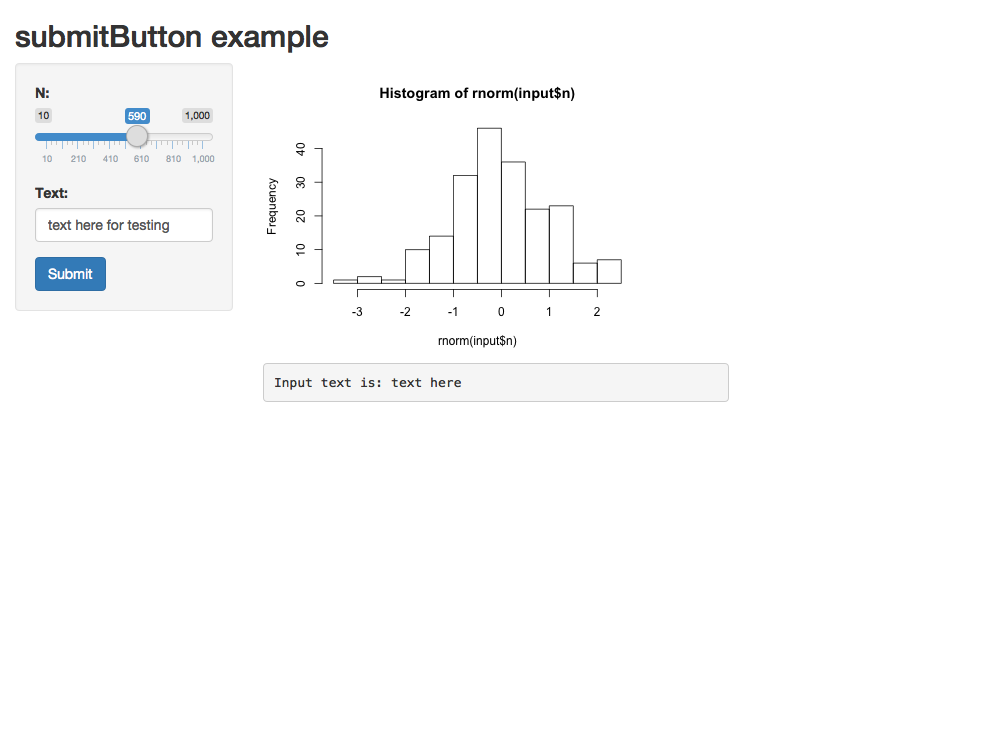 submitButton example
N:
10 590 1,000
10 210 410 610 810 1,000
Text:
text here for testing
Submit
Histogram of rnorm(input$n)
Frequency
40
30
20
10
0
-3 -2 -1 0 1 2
rnorm(input$n)
Input text is: text here